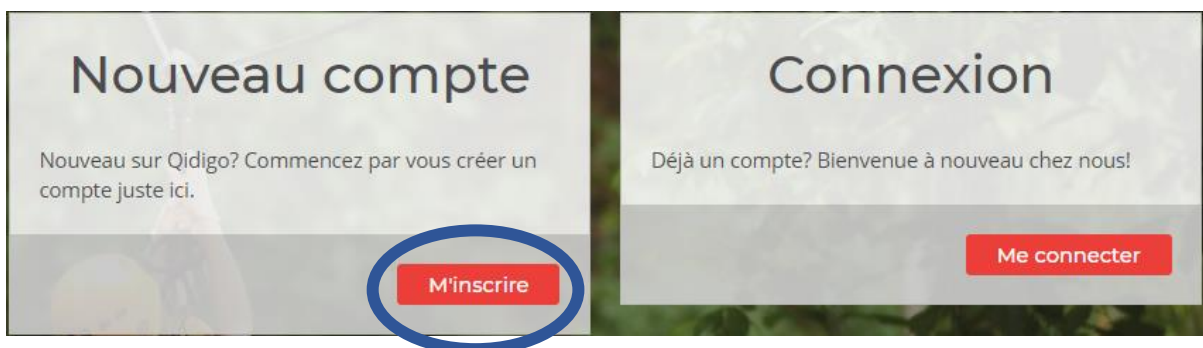 Nouveau compte
Nouveau sur Qidigo? Commencez par vous créer un
compte juste ici.
M'inscrire
Connexion
Déjà un compte? Bienvenue à nouveau chez nous!
Me connecter